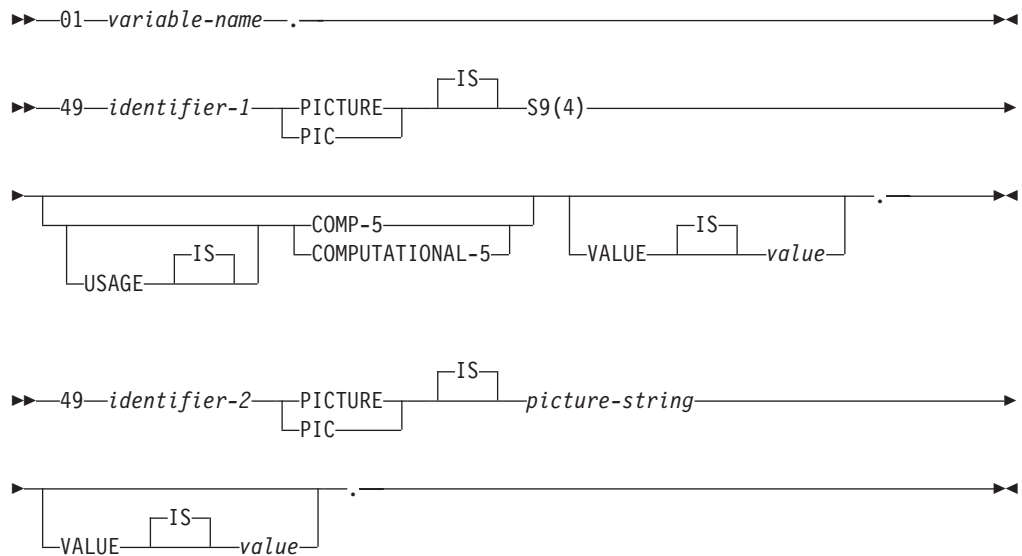 01 variable-name .
IS
49 identifier-1 PICTURE S9(4)
PIC
.
COMP-5
IS COMPUTATIONAL-5 IS
USAGE VALUE value
IS
49 identifier-2 PICTURE picture-string
PIC
.
IS
VALUE value